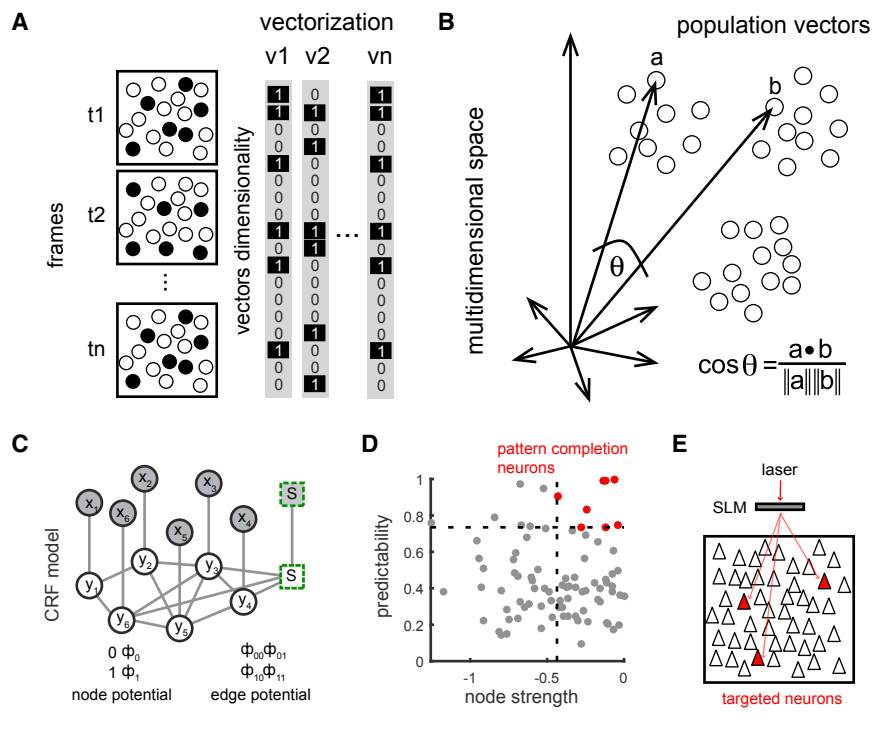 A
vectorization
v1 v2 vn
frames
t1
t2
⋮
tn
vectors dimensionality
1 0 1
1 1 1
0 0 0
0 1 0
1 0 1
0 0 0
0 0 0
0 0 0
1 1 ... 1
0 1 0
1 0 1
0 0 0
0 0 0
0 0 0
0 1 0
1 0 1
0 0 0
0 1 0
B
population vectors
multidimensional space
a
b
θ
cosθ = a•b / ‖a‖‖b‖
C
CRF model
x1 x6 x2 x5 x3 x4 S
y1 y6 y2 y5 y3 y4 S
0 Φ0
1 Φ1
node potential
Φ00Φ01
Φ10Φ11
edge potential
D
pattern completion
neurons
predictability
1
0.8
0.6
0.4
0.2
0
-1 -0.5 0
node strength
E
laser
SLM
targeted neurons